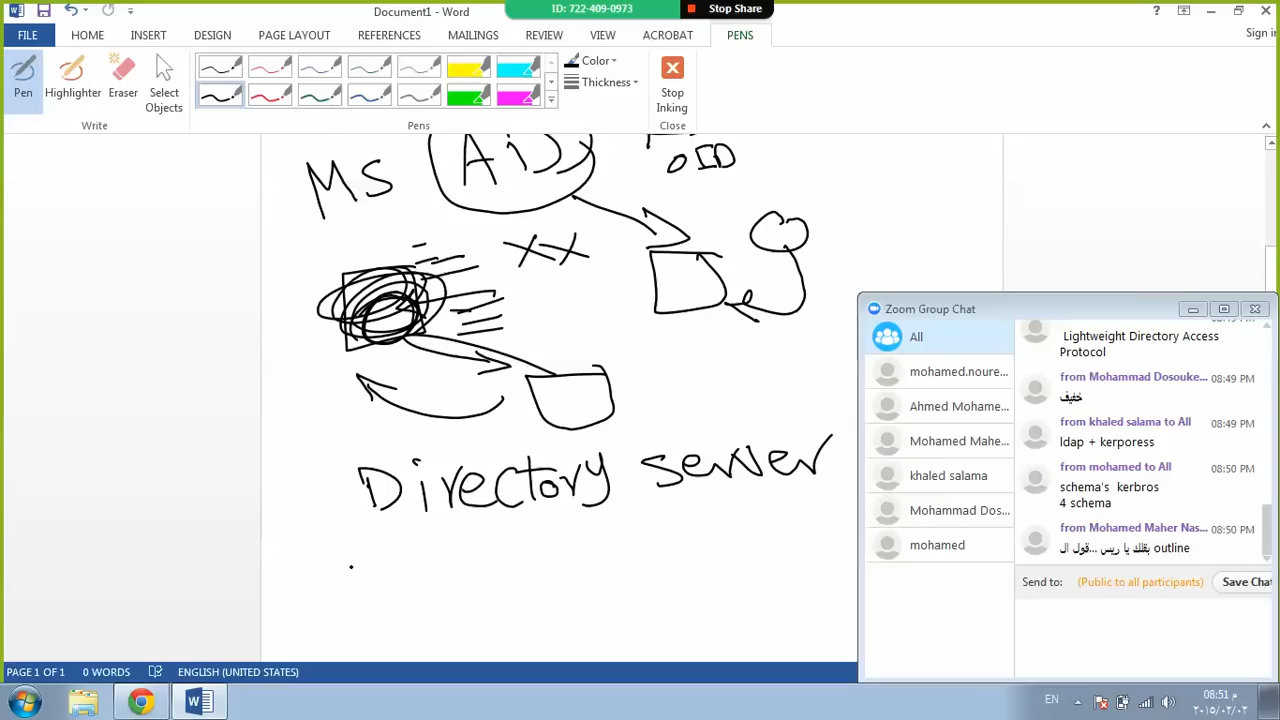 Document1 - Word
ID: 722-409-0973
Stop Share
?
FILE HOME INSERT DESIGN PAGE LAYOUT REFERENCES MAILINGS REVIEW VIEW ACROBAT PENS
Sign in
Pen
Highlighter
Eraser
Select Objects
Color
Thickness
Stop Inking
Write
Pens
Close
MS
OID
XX
Directory server
Zoom Group Chat
All
mohamed.noure...
Ahmed Mohame...
Mohamed Mahe...
khaled salama
Mohammad Dos...
mohamed
Lightweight Directory Access
Protocol
from Mohammad Dosouke... 08:49 PM
خفيف
from khaled salama to All 08:49 PM
ldap + kerporess
from mohamed to All 08:50 PM
schema's kerbros
4 schema
from Mohamed Maher Nas... 08:50 PM
بقلك يا ريس ...قول ال outline
Send to: (Public to all participants) Save Chat
PAGE 1 OF 1 0 WORDS ENGLISH (UNITED STATES)
EN
08:51 م
٢٠١٥/٠٢/٠٢